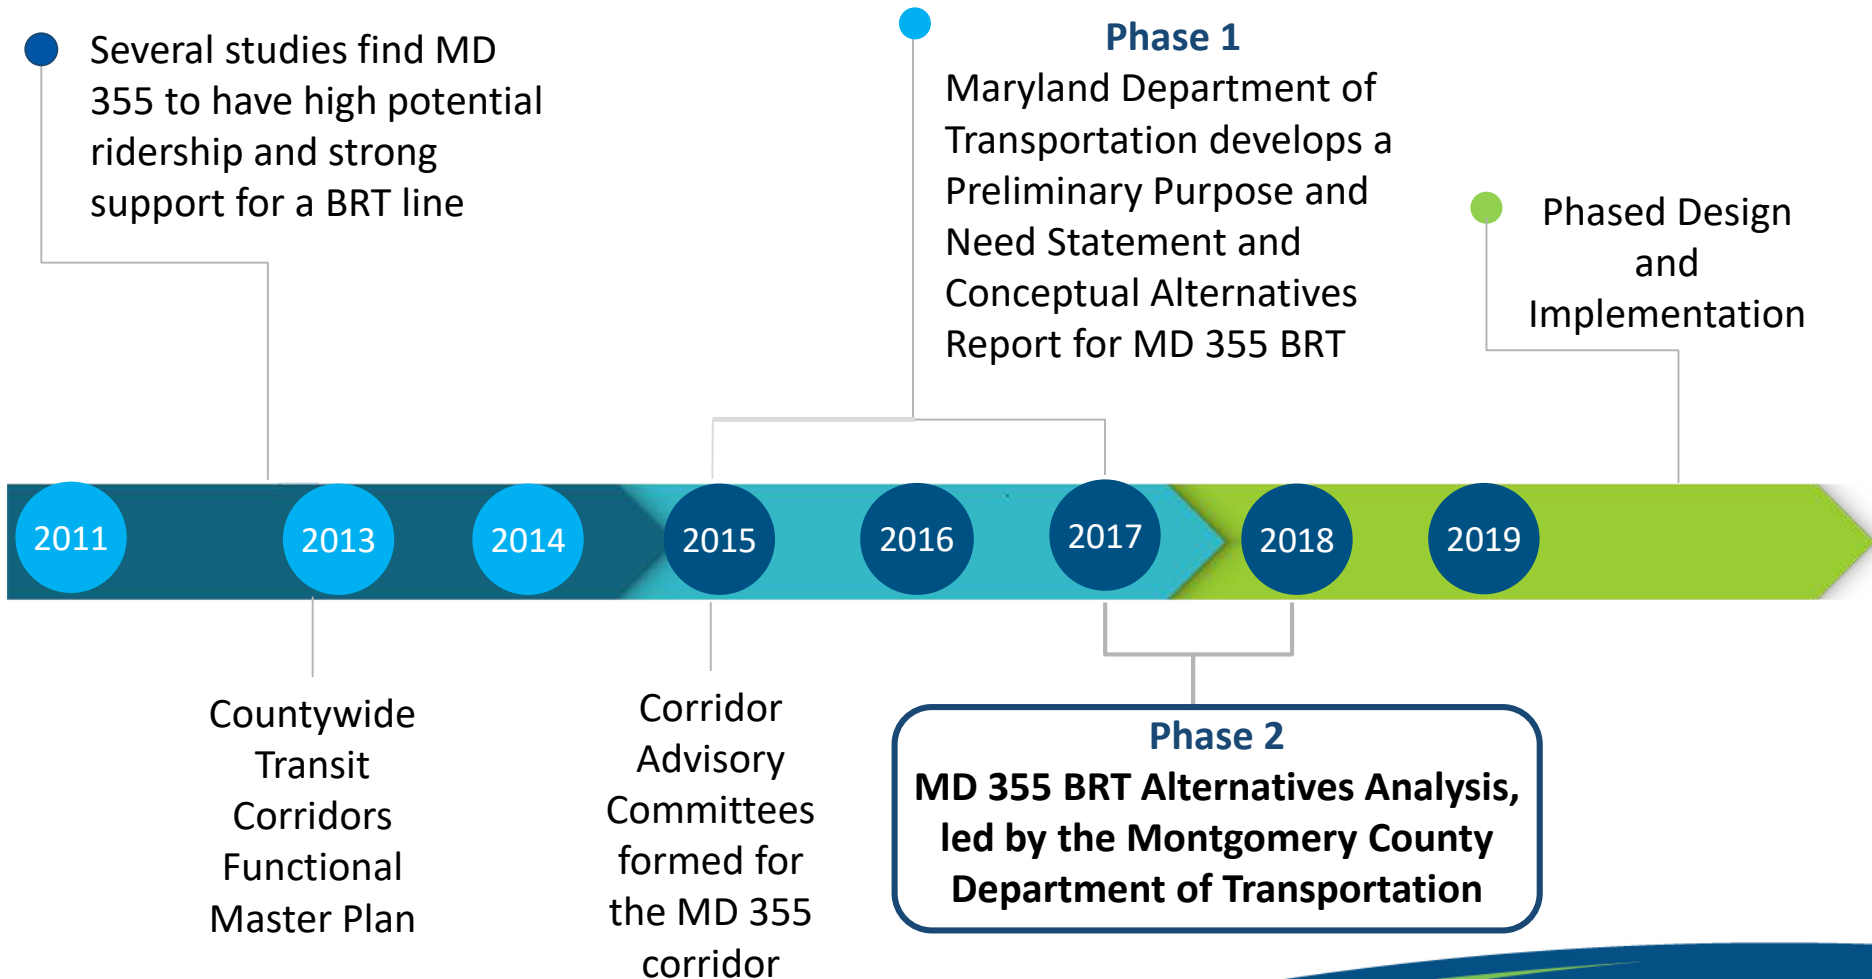 Several studies find MD
355 to have high potential
ridership and strong
support for a BRT line
Phase 1
Maryland Department of
Transportation develops a
Preliminary Purpose and
Need Statement and
Conceptual Alternatives
Report for MD 355 BRT
Phased Design
and
Implementation
2011
2013
2014
2015
2016
2017
2018
2019
Countywide
Transit
Corridors
Functional
Master Plan
Corridor
Advisory
Committees
formed for
the MD 355
corridor
Phase 2
MD 355 BRT Alternatives Analysis,
led by the Montgomery County
Department of Transportation